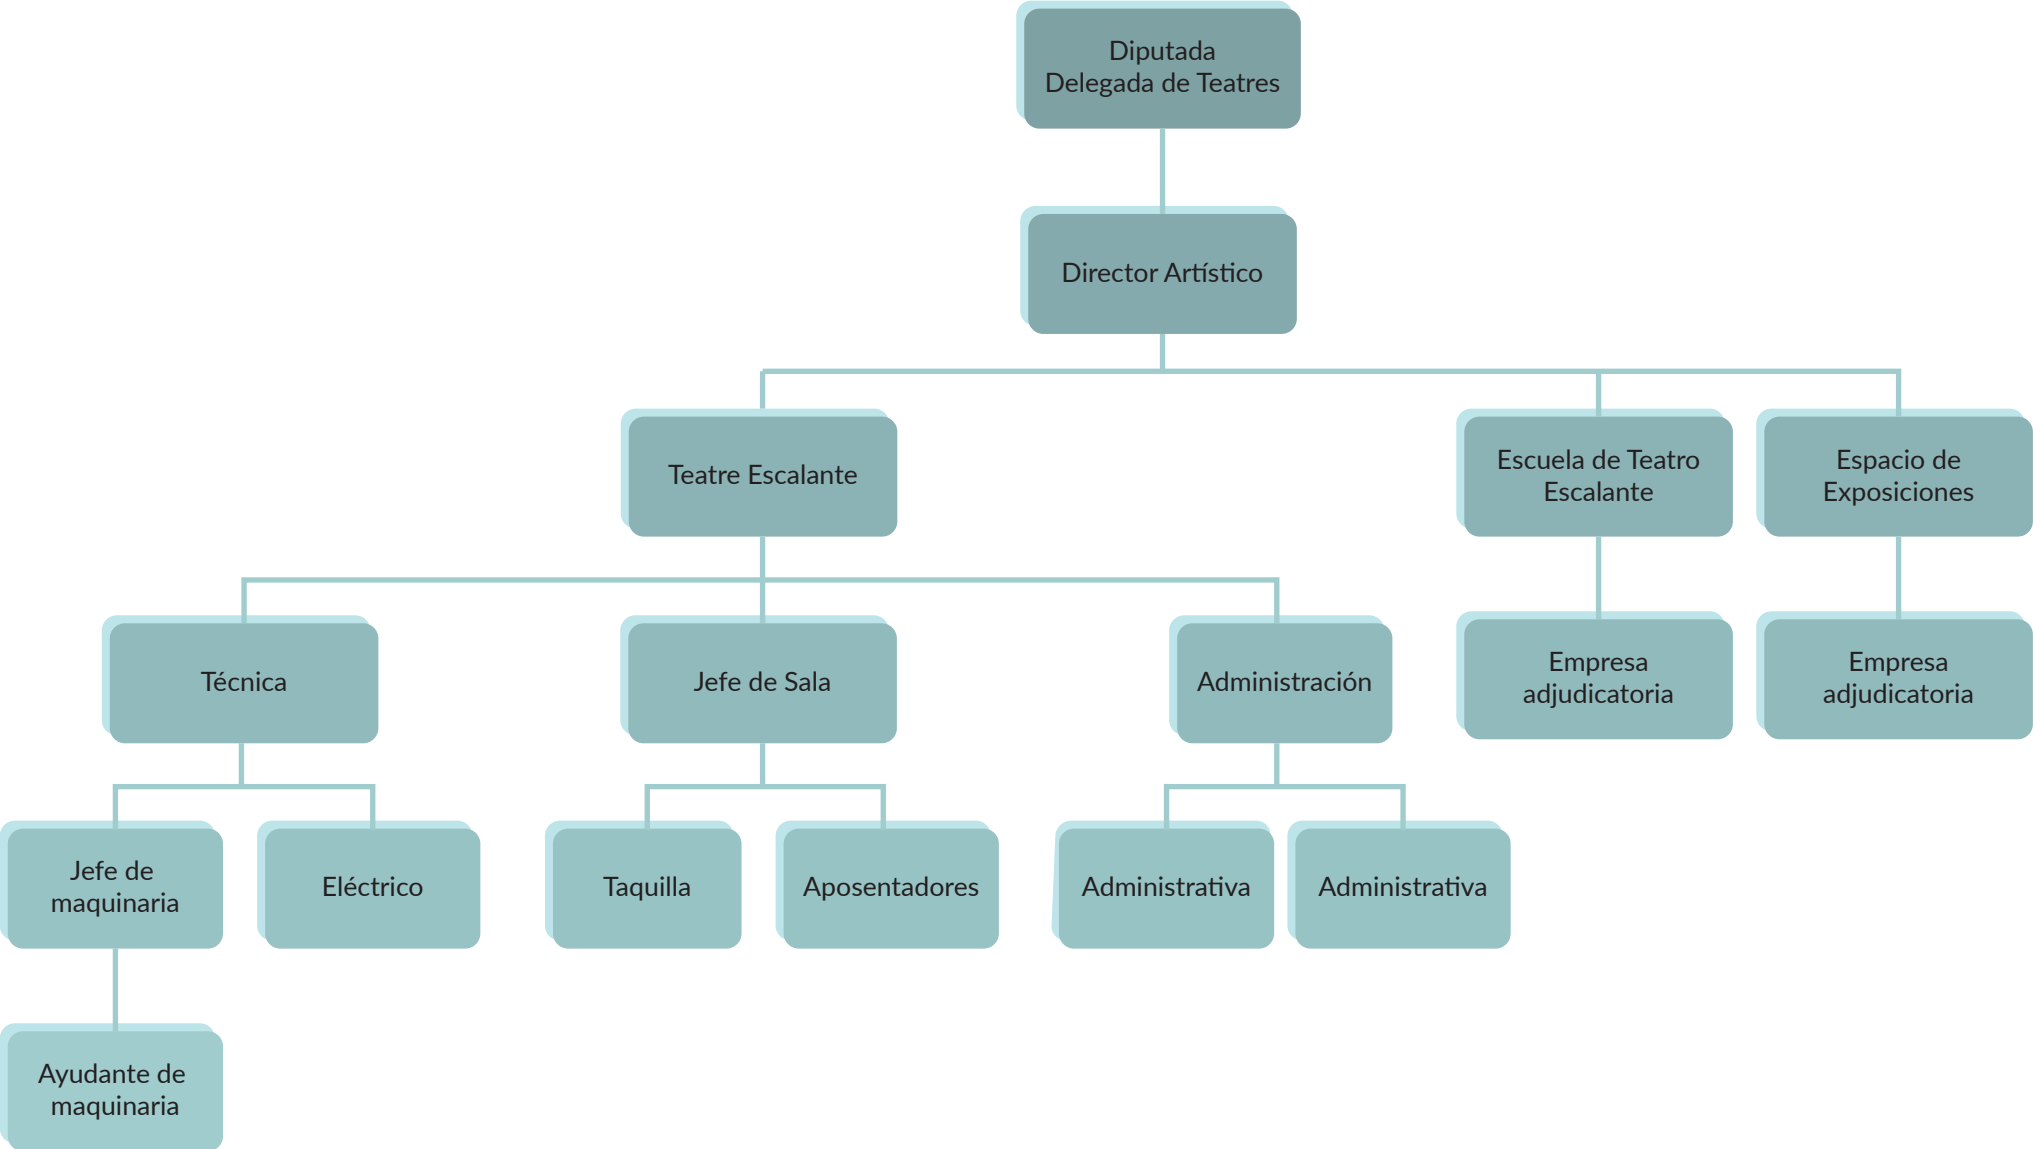 Diputada
Delegada de Teatres
Director Artístico
Teatre Escalante
Escuela de Teatro
Escalante
Espacio de
Exposiciones
Técnica
Jefe de Sala
Administración
Empresa
adjudicatoria
Empresa
adjudicatoria
Jefe de
maquinaria
Eléctrico
Taquilla
Aposentadores
Administrativa
Administrativa
Ayudante de
maquinaria